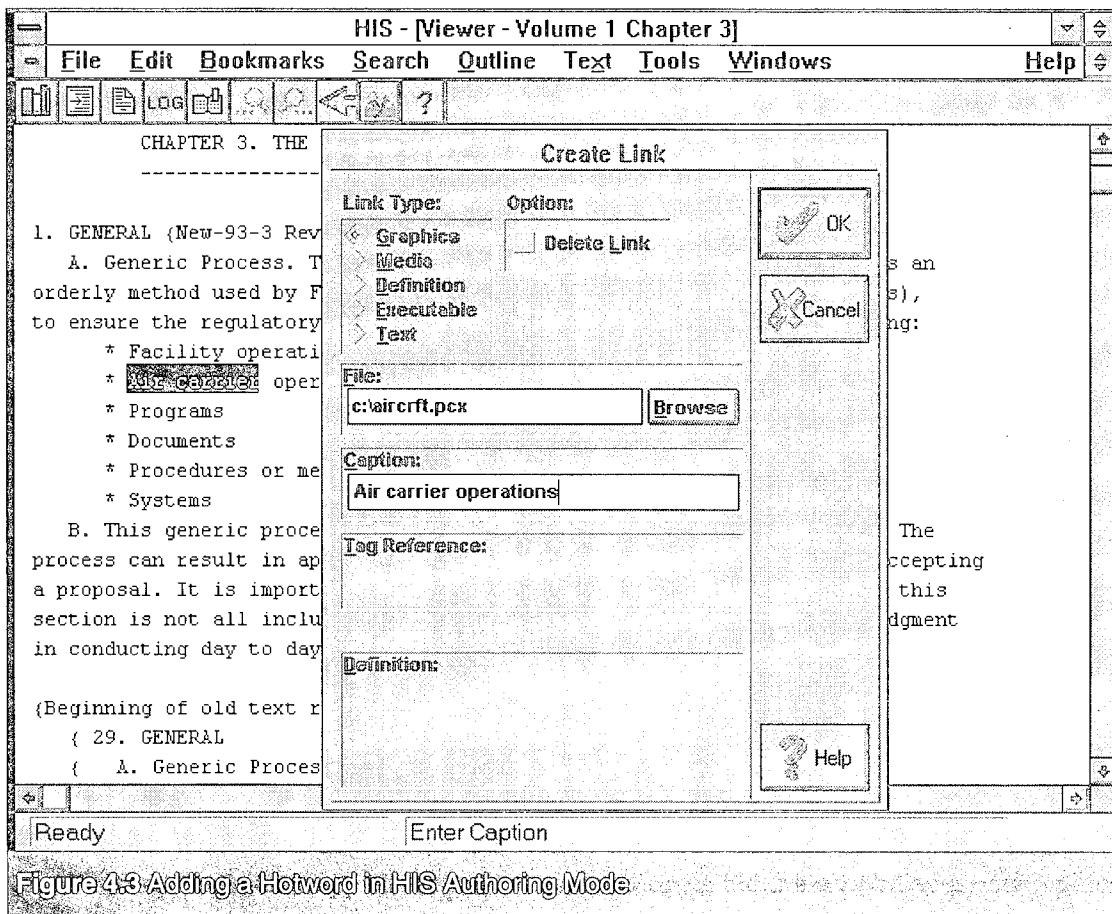 HIS - [Viewer - Volume 1 Chapter 3]
File Edit Bookmarks Search Outline Text Tools Windows Help
LOG ?
CHAPTER 3. THE
---------------
1. GENERAL {New-93-3 Rev
A. Generic Process. T
s an
orderly method used by F
s),
to ensure the regulatory
ng:
* Facility operati
* Air carrier oper
* Programs
* Documents
* Procedures or me
* Systems
B. This generic proce
The
process can result in ap
ccepting
a proposal. It is import
this
section is not all inclu
dgment
in conducting day to day
{Beginning of old text r
{ 29. GENERAL
{ A. Generic Proces
Create Link
Link Type:
Graphics
Media
Definition
Executable
Text
Option:
Delete Link
OK
Cancel
File:
c:\aircrft.pcx
Browse
Caption:
Air carrier operations
Tag Reference:
Definition:
Help
Ready
Enter Caption
Figure 4.3 Adding a Hotword in HIS Authoring Mode